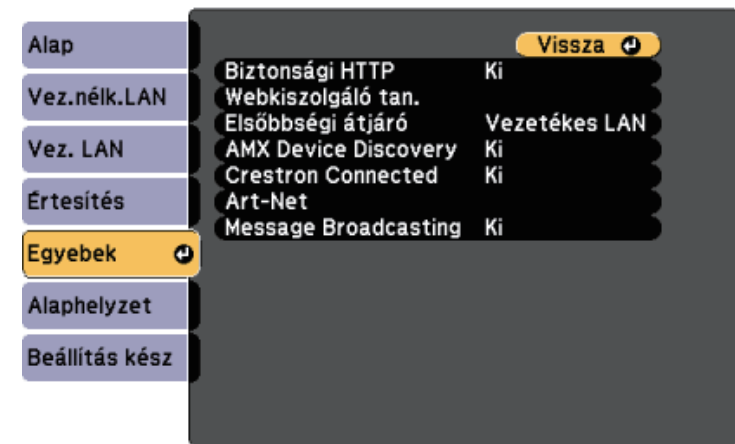 Alap
Vez.nélk.LAN
Vez. LAN
Értesítés
Egyebek
Alaphelyzet
Beállítás kész
Vissza
Biztonsági HTTP Ki
Webkiszolgáló tan.
Elsőbbségi átjáró Vezetékes LAN
AMX Device Discovery Ki
Crestron Connected Ki
Art-Net
Message Broadcasting Ki